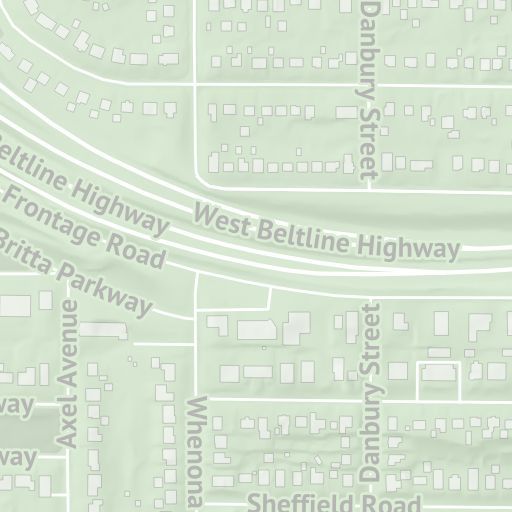 Danbury Street
Beltline Highway
West Beltline Highway
Frontage Road
Britta Parkway
Axel Avenue
Danbury Street
Whenona
way
way
Sheffield Road